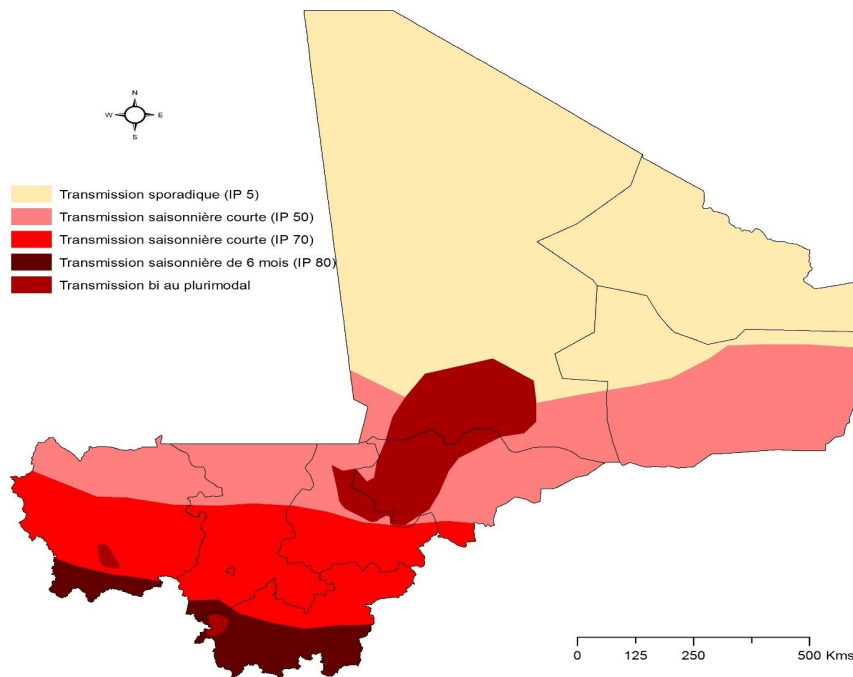 N
W E
S
Transmission sporadique (IP 5)
Transmission saisonnière courte (IP 50)
Transmission saisonnière courte (IP 70)
Transmission saisonnière de 6 mois (IP 80)
Transmission bi au plurimodal
0 125 250 500 Kms